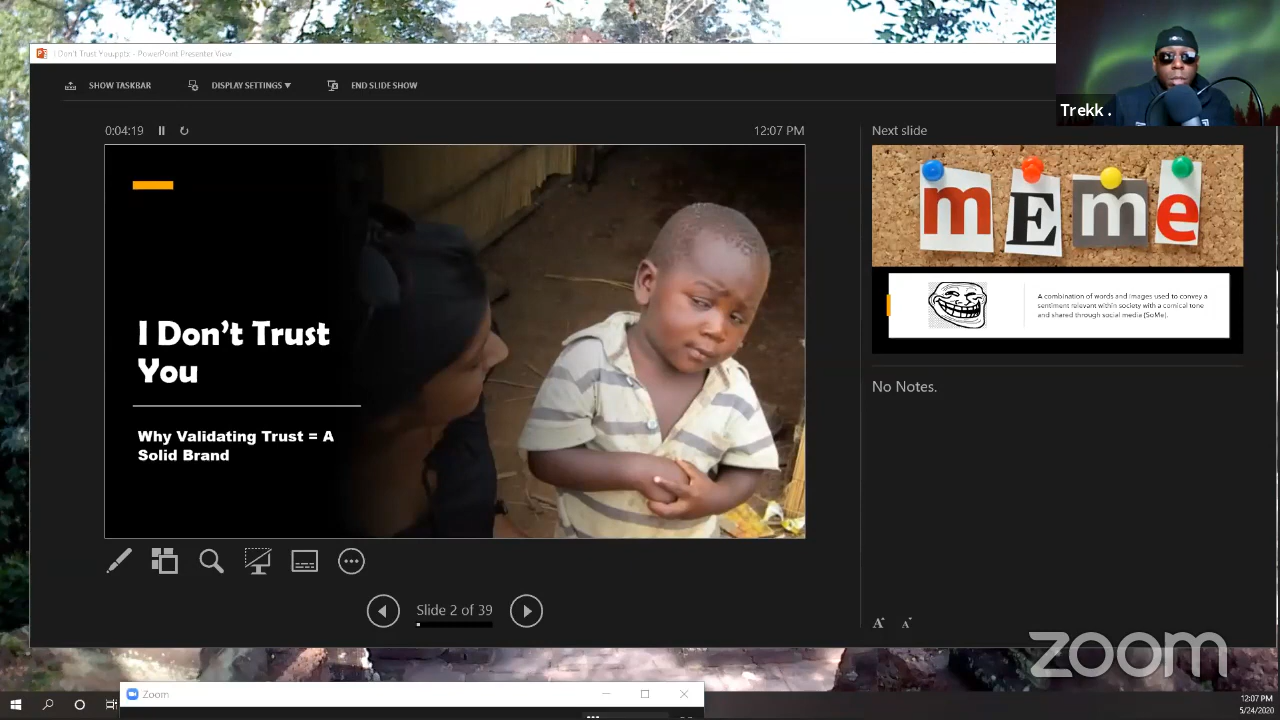 I Don't Trust You.pptx - PowerPoint Presenter View
SHOW TASKBAR
DISPLAY SETTINGS ▾
END SLIDE SHOW
Trekk .
0:04:19
12:07 PM
Next slide
I Don't Trust
You
Why Validating Trust = A
Solid Brand
mEme
A combination of words and images used to convey a
sentiment relevant within society with a comical tone
and shared through social media (SoMe).
No Notes.
Slide 2 of 39
A A
zoom
Zoom
12:07 PM
5/24/2020